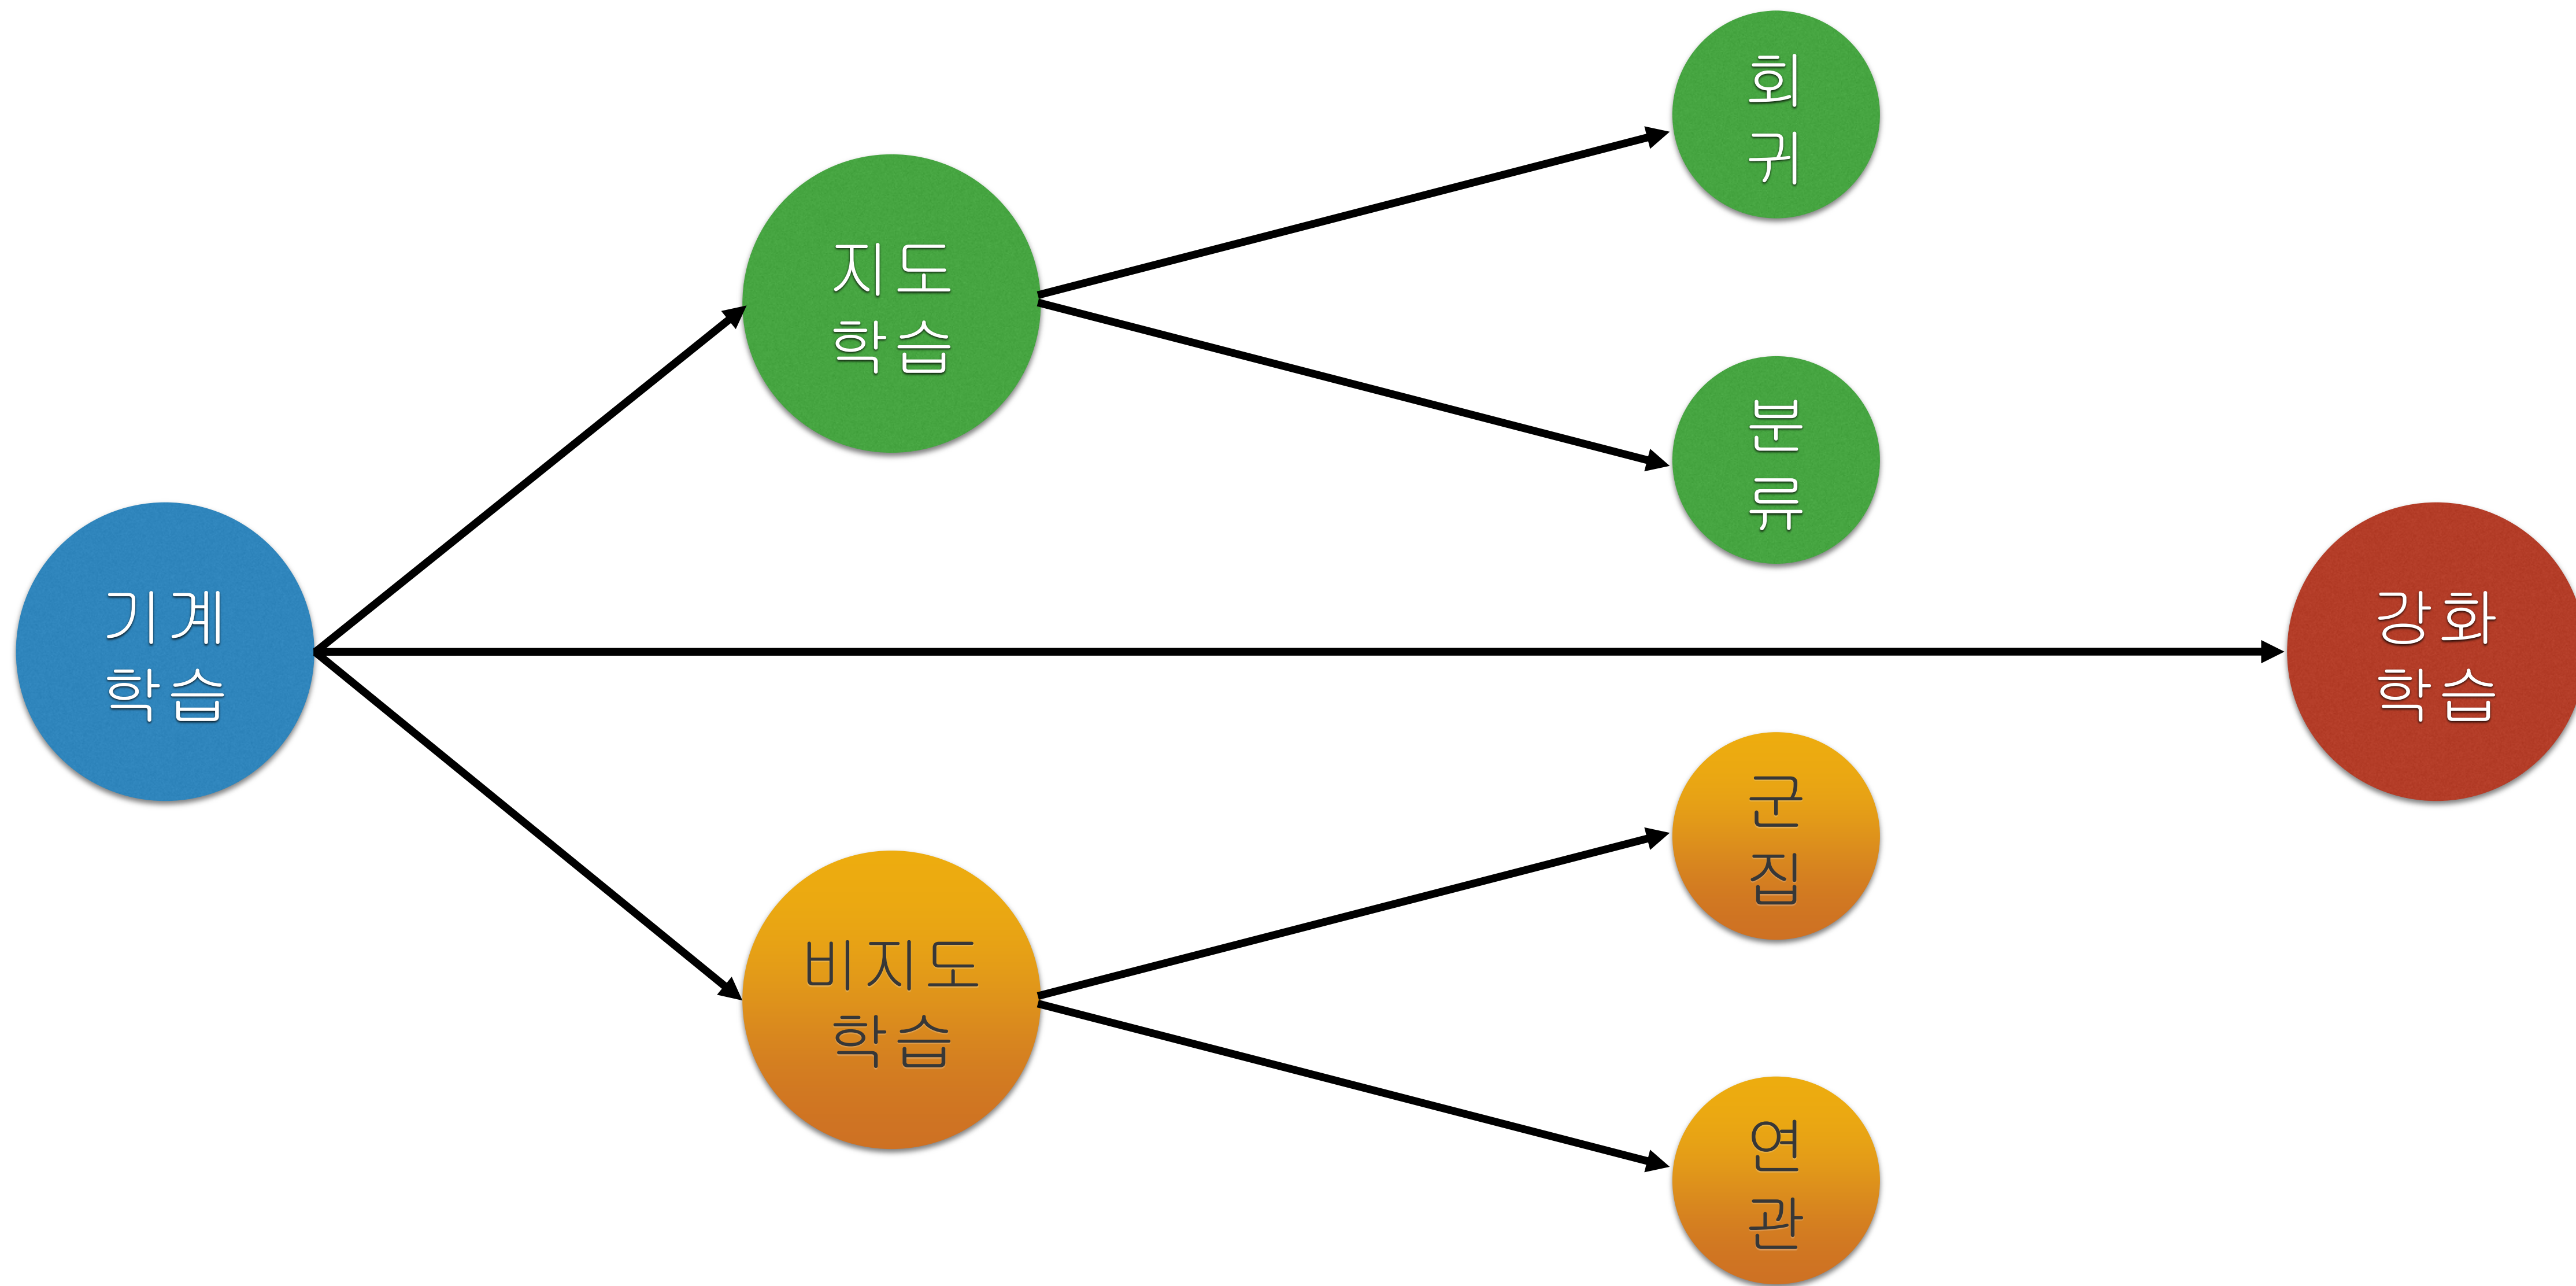 기계
학습
지도
학습
회
귀
분
류
강화
학습
비지도
학습
군
집
연
관